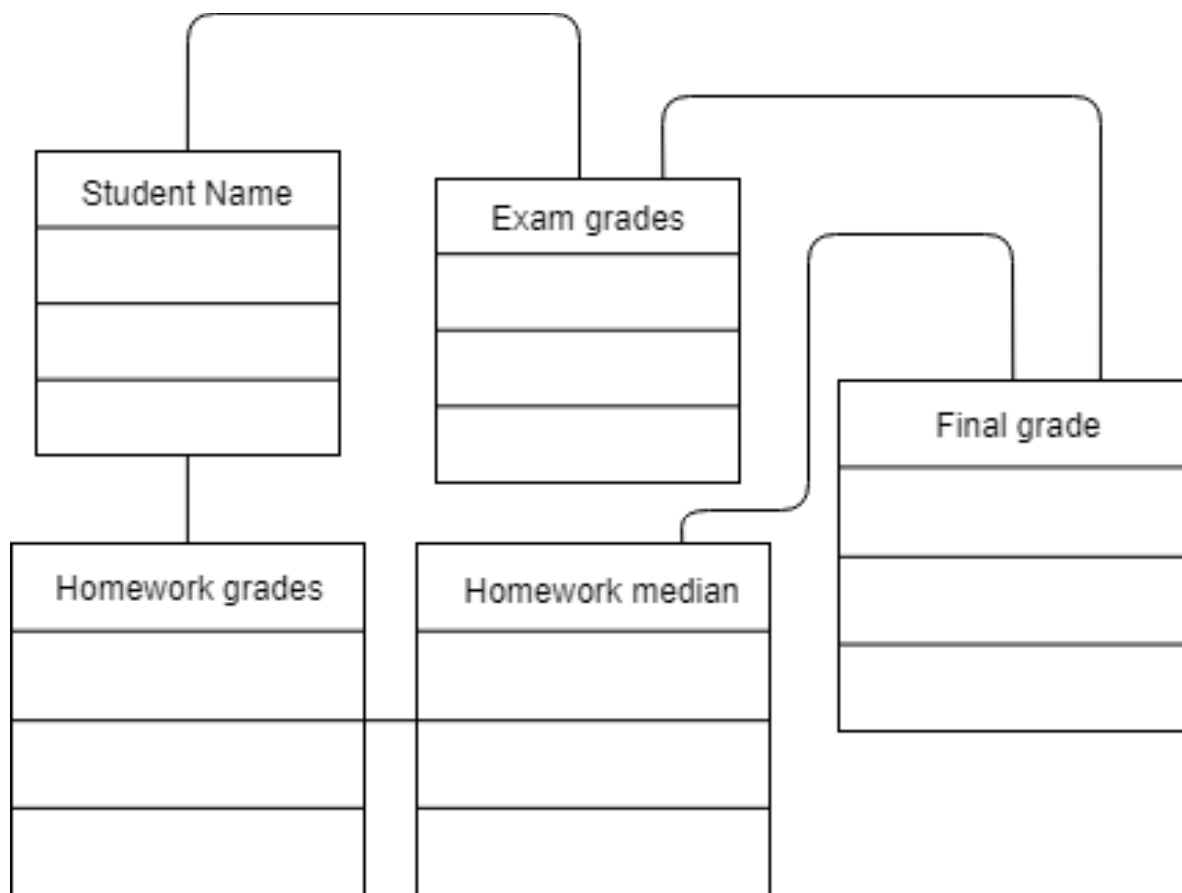 Student Name
Exam grades
Final grade
Homework grades
Homework median